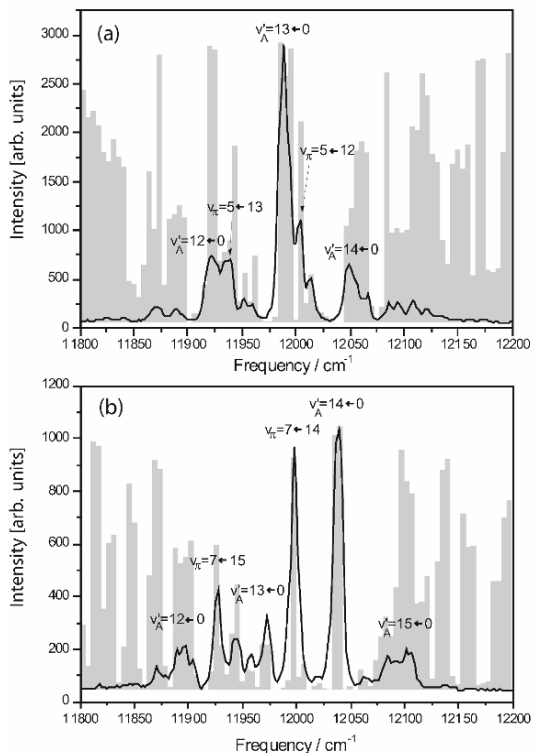 (a)
v'A=13←0
vπ=5←12
vπ=5←13
v'A=12←0
v'A=14←0
Intensity [arb. units]
3000
2500
2000
1500
1000
500
0
11800 11850 11900 11950 12000 12050 12100 12150 12200
Frequency / cm-1
(b)
v'A=14←0
vπ=7←14
vπ=7←15
v'A=13←0
v'A=12←0
v'A=15←0
Intensity [arb. units]
1200
1000
800
600
400
200
0
11800 11850 11900 11950 12000 12050 12100 12150 12200
Frequency / cm-1